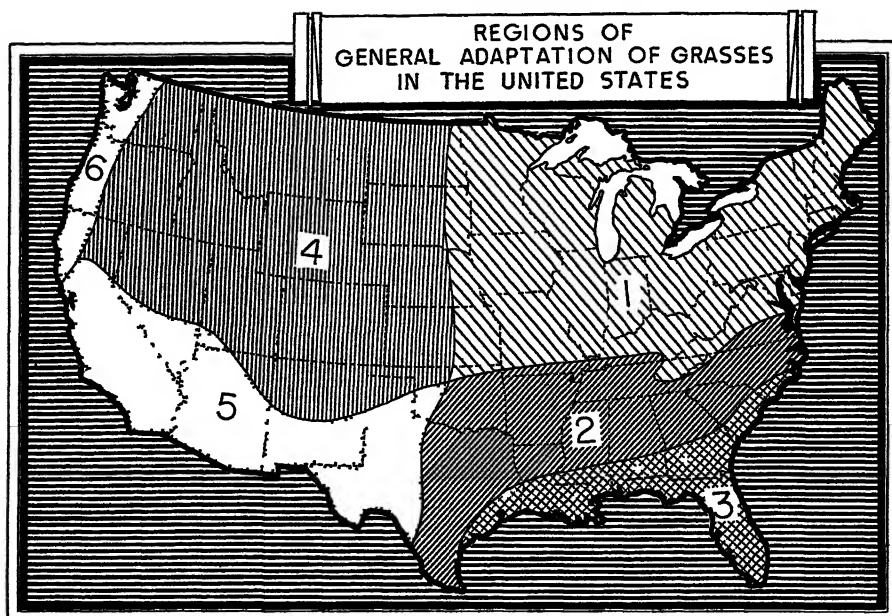 REGIONS OF
GENERAL ADAPTATION OF GRASSES
IN THE UNITED STATES
6
4
1
5
2
3